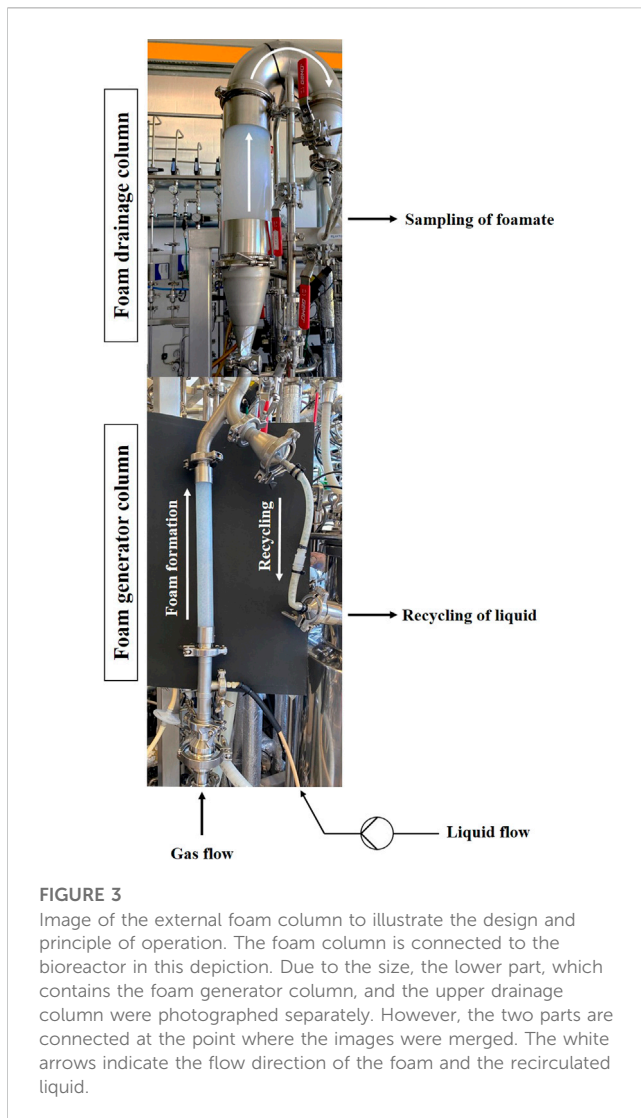 Foam drainage column
Sampling of foamate
Foam generator column
Foam formation
Recycling
Recycling of liquid
Liquid flow
Gas flow
FIGURE 3
Image of the external foam column to illustrate the design and
principle of operation. The foam column is connected to the
bioreactor in this depiction. Due to the size, the lower part, which
contains the foam generator column, and the upper drainage
column were photographed separately. However, the two parts are
connected at the point where the images were merged. The white
arrows indicate the flow direction of the foam and the recirculated
liquid.